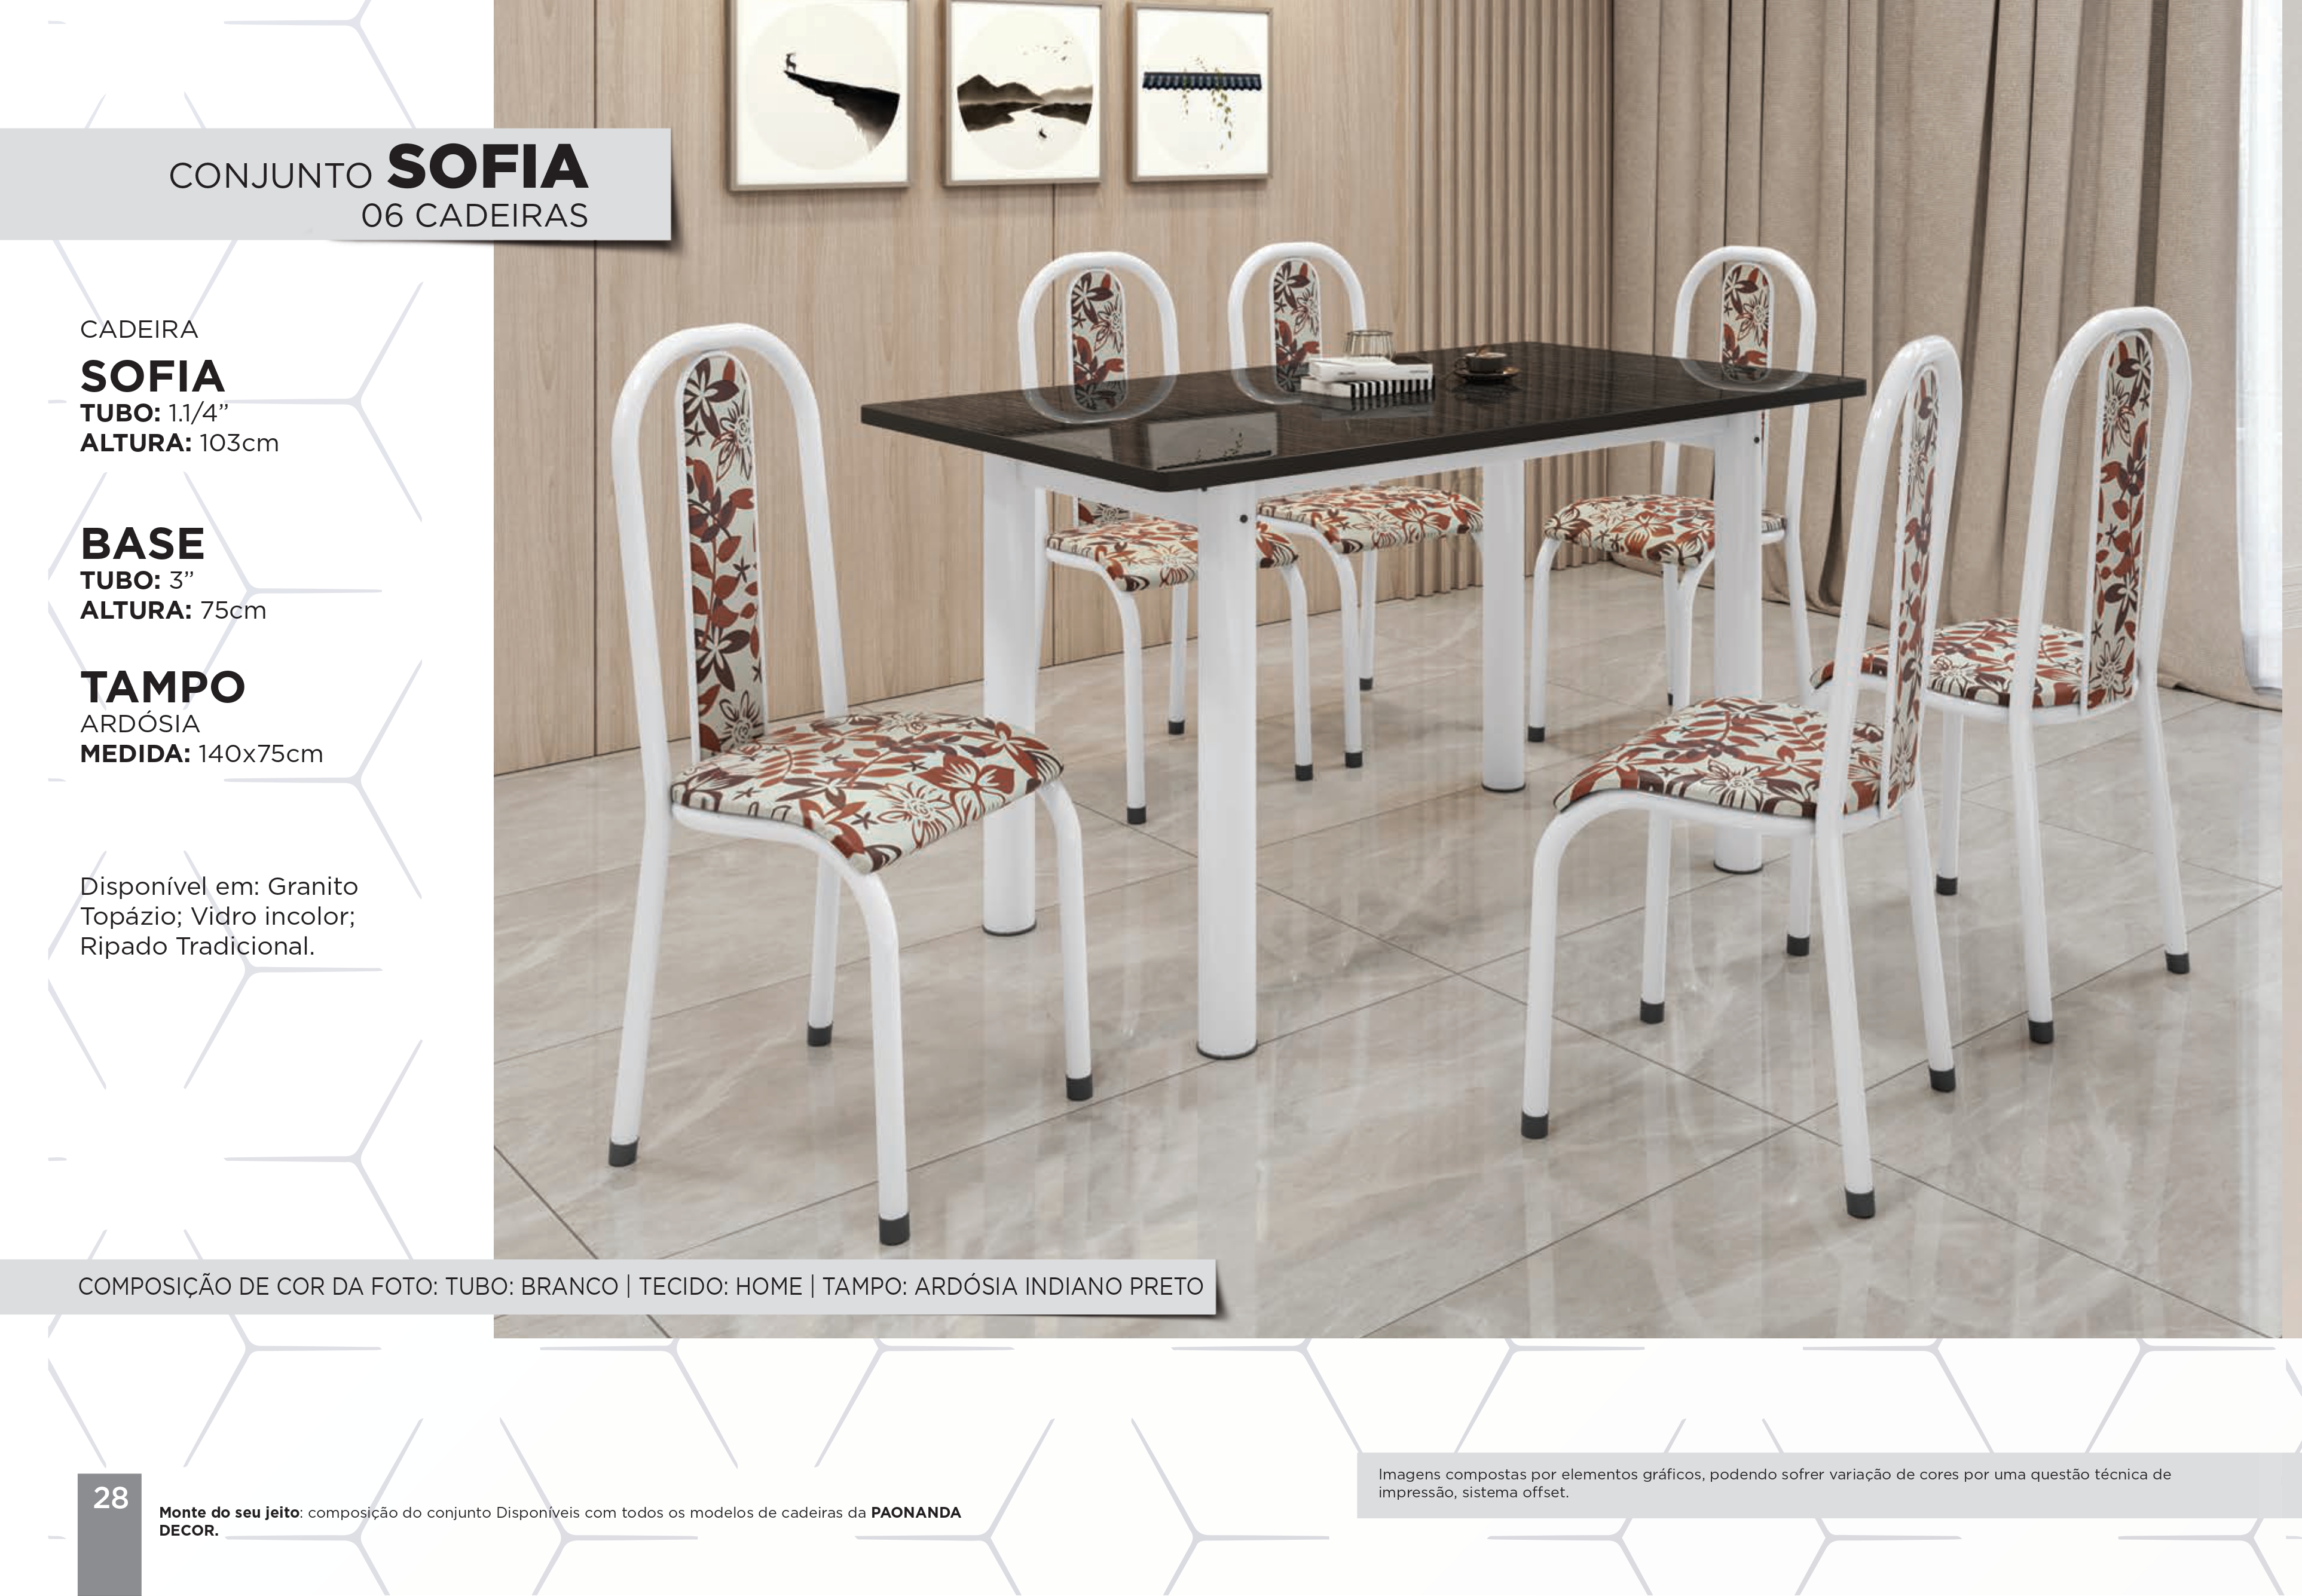 CONJUNTO SOFIA
06 CADEIRAS
CADEIRA
SOFIA
TUBO: 1.1/4”
ALTURA: 103cm
BASE
TUBO: 3”
ALTURA: 75cm
TAMPO
ARDÓSIA
MEDIDA: 140x75cm
Disponível em: Granito
Topázio; Vidro incolor;
Ripado Tradicional.
COMPOSIÇÃO DE COR DA FOTO: TUBO: BRANCO | TECIDO: HOME | TAMPO: ARDÓSIA INDIANO PRETO
28
Monte do seu jeito: composição do conjunto Disponíveis com todos os modelos de cadeiras da PAONANDA
DECOR.
Imagens compostas por elementos gráficos, podendo sofrer variação de cores por uma questão técnica de
impressão, sistema offset.